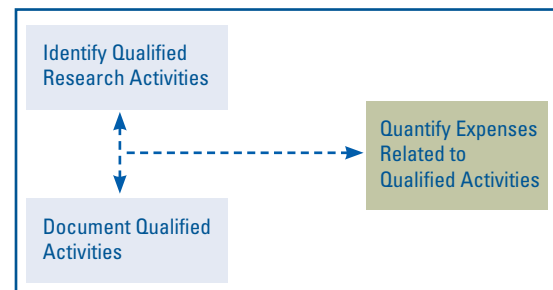 Identify Qualified
Research Activities
Quantify Expenses
Related to
Qualified Activities
Document Qualified
Activities